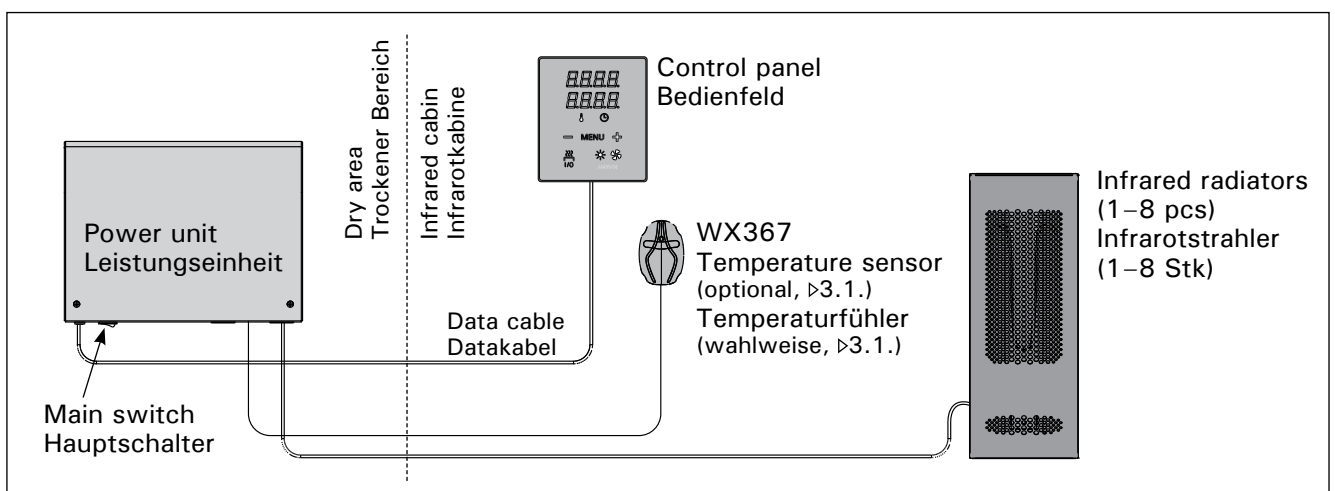 Power unit
Leistungseinheit
Main switch
Hauptschalter
Dry area
Trockener Bereich
Infrared cabin
Infrarotkabine
Data cable
Datakabel
8888
8888
MENU
I/O
Control panel
Bedienfeld
WX367
Temperature sensor
(optional, ▷3.1.)
Temperaturfühler
(wahlweise, ▷3.1.)
Infrared radiators
(1–8 pcs)
Infrarotstrahler
(1–8 Stk)